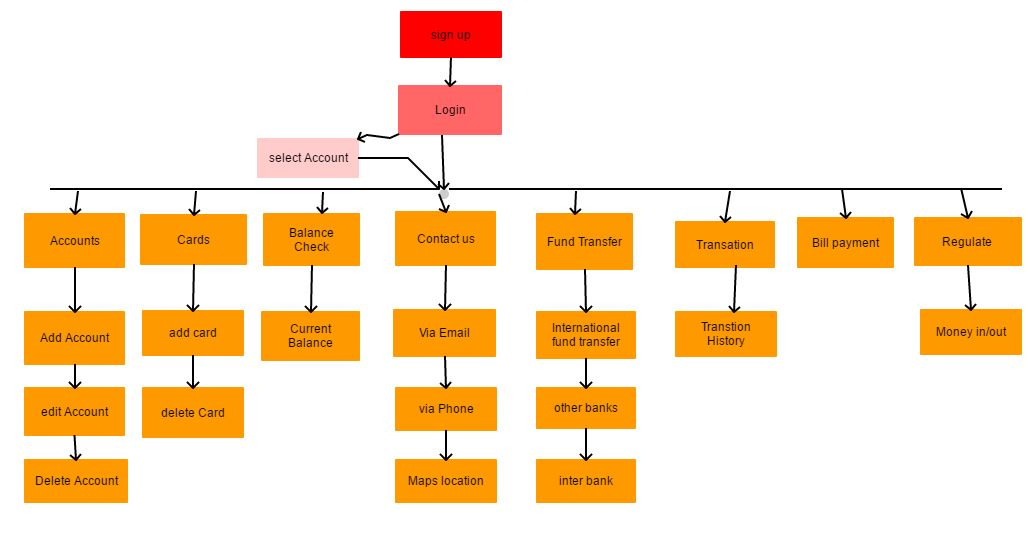 sign up
Login
select Account
Accounts
Cards
Balance
Check
Contact us
Fund Transfer
Transation
Bill payment
Regulate
Add Account
add card
Current
Balance
Via Email
International
fund transfer
Transtion
History
Money in/out
edit Account
delete Card
via Phone
other banks
Delete Account
Maps location
inter bank